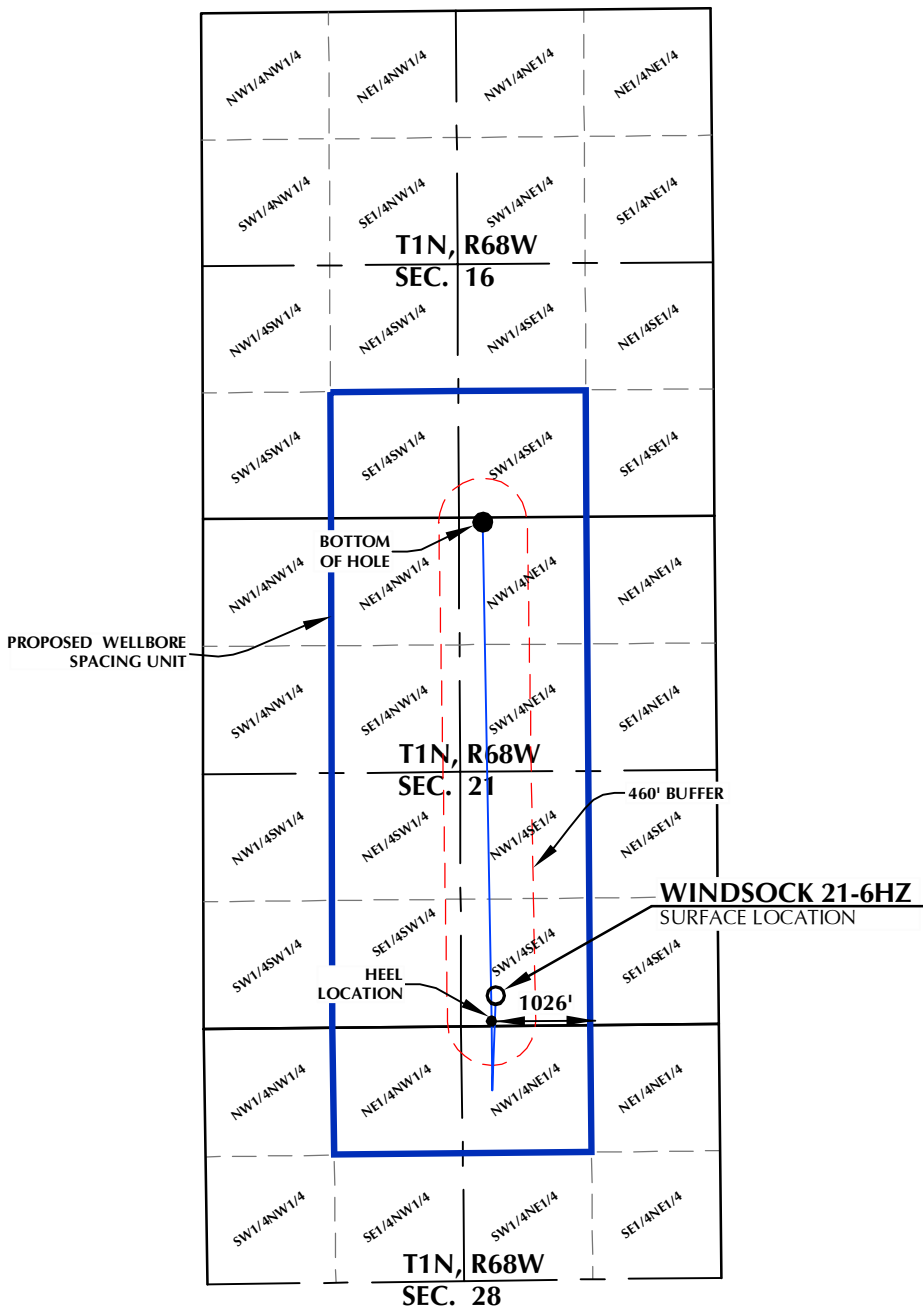 NW1/4NW1/4
NE1/4NW1/4
NW1/4NE1/4
NE1/4NE1/4
SW1/4NW1/4
SE1/4NW1/4
SW1/4NE1/4
SE1/4NE1/4
T1N, R68W
SEC. 16
NW1/4SW1/4
NE1/4SW1/4
NW1/4SE1/4
NE1/4SE1/4
SW1/4SW1/4
SE1/4SW1/4
SW1/4SE1/4
SE1/4SE1/4
BOTTOM
OF HOLE
NW1/4NW1/4
NE1/4NW1/4
NW1/4NE1/4
NE1/4NE1/4
PROPOSED WELLBORE
SPACING UNIT
SW1/4NW1/4
SE1/4NW1/4
SW1/4NE1/4
SE1/4NE1/4
T1N, R68W
SEC. 21
460' BUFFER
NW1/4SW1/4
NE1/4SW1/4
NW1/4SE1/4
NE1/4SE1/4
WINDSOCK 21-6HZ
SURFACE LOCATION
SW1/4SW1/4
SE1/4SW1/4
SW1/4SE1/4
SE1/4SE1/4
HEEL
LOCATION
1026'
NW1/4NW1/4
NE1/4NW1/4
NW1/4NE1/4
NE1/4NE1/4
SW1/4NW1/4
SE1/4NW1/4
SW1/4NE1/4
SE1/4NE1/4
T1N, R68W
SEC. 28